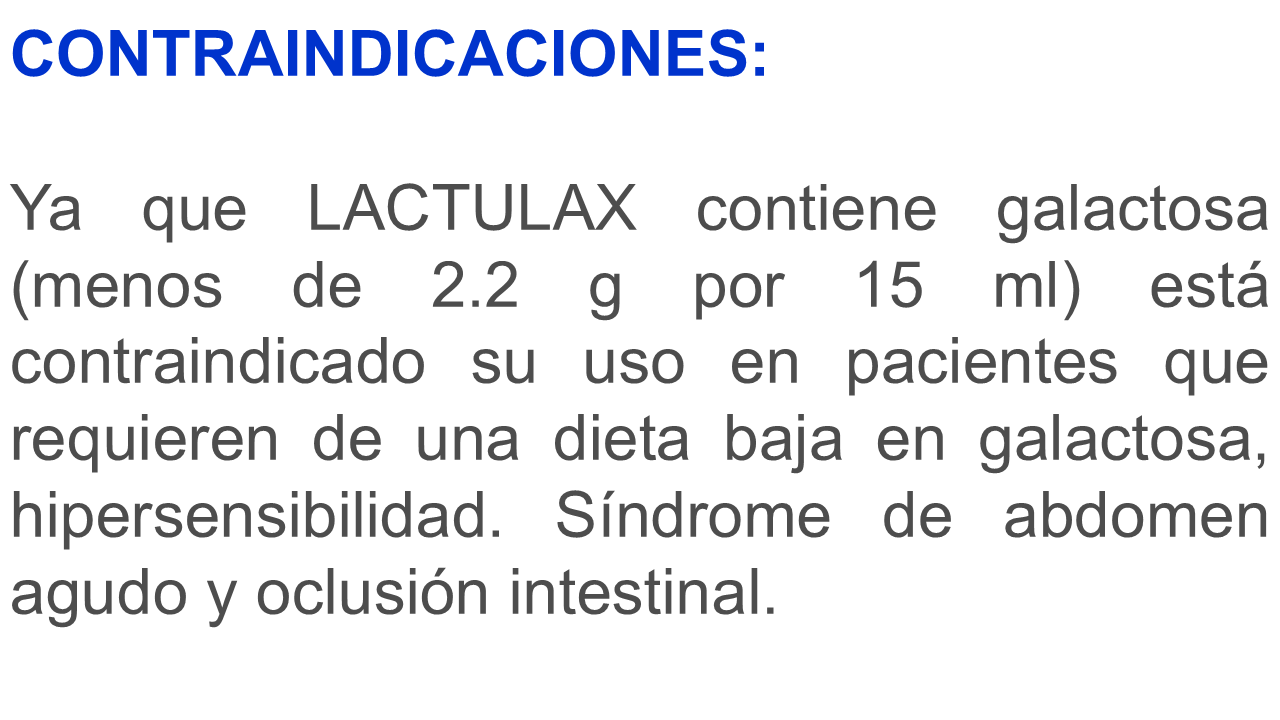 CONTRAINDICACIONES:
Ya que LACTULAX contiene galactosa
(menos de 2.2 g por 15 ml) está
contraindicado su uso en pacientes que
requieren de una dieta baja en galactosa,
hipersensibilidad. Síndrome de abdomen
agudo y oclusión intestinal.